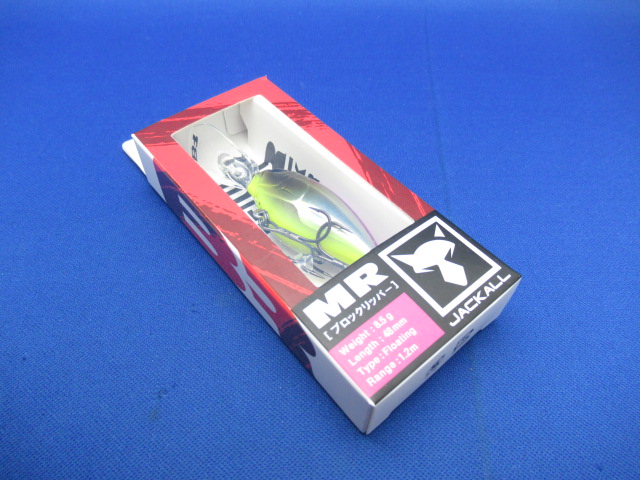 MR
[ブロックリッパー]
JACKALL
Weight : 8.5g
Length : 48mm
Type : Floating
Range : 1.2m